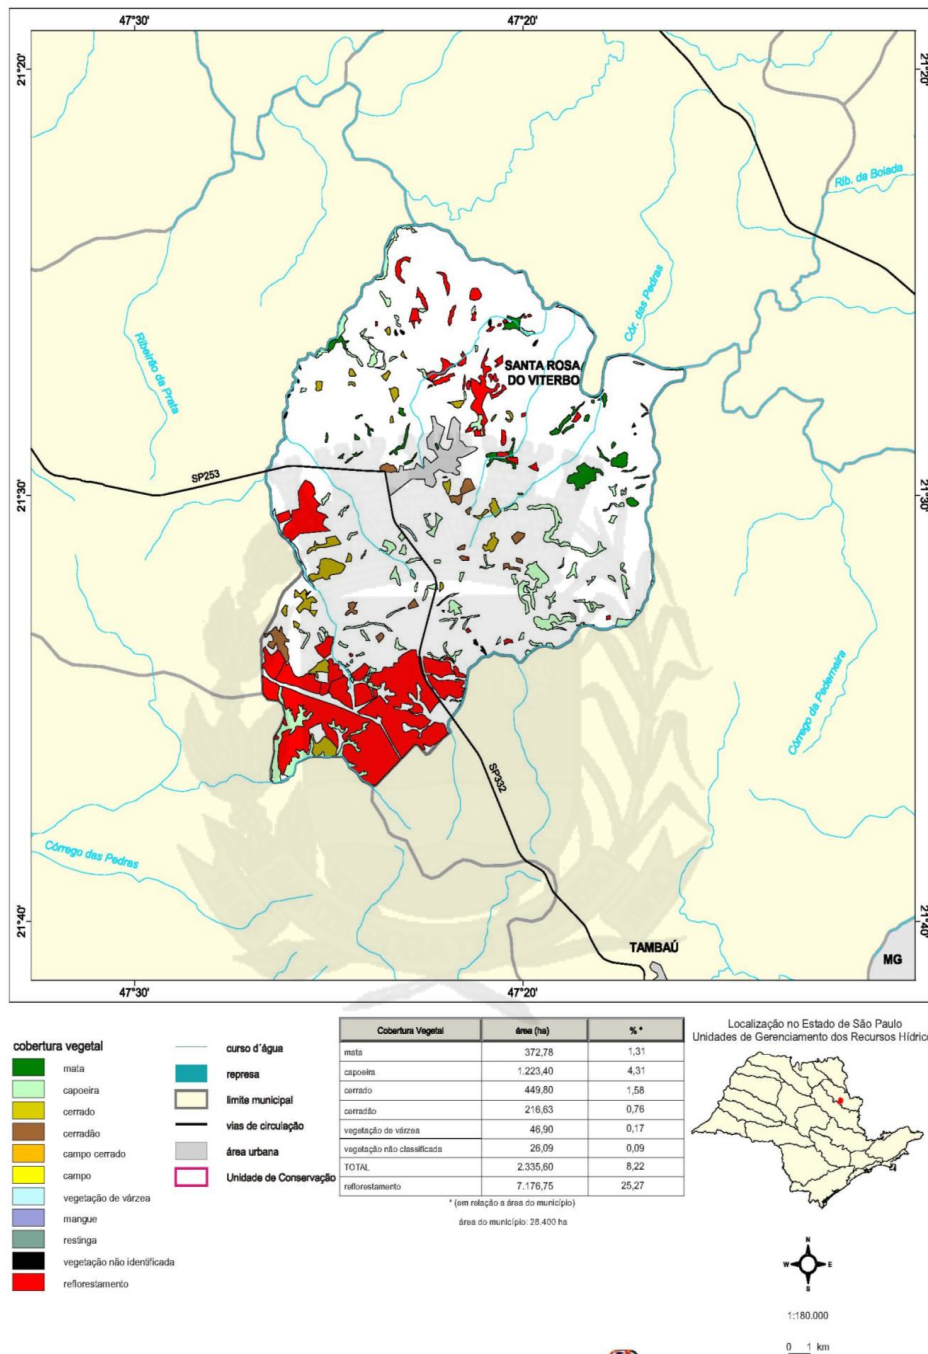 47°30'
47°20'
21°20'
21°20'
Rib. da Boiada
Cór. das Pedras
Ribeirão da Prata
SANTA ROSA
DO VITERBO
SP253
21°30'
21°30'
Córrego da Pederneira
SP332
Córrego das Pedras
21°40'
21°40'
TAMBAÚ
MG
47°30'
47°20'
cobertura vegetal
mata
capoeira
cerrado
cerradão
campo cerrado
campo
vegetação de várzea
mangue
restinga
vegetação não identificada
reflorestamento
curso d´água
represa
limite municipal
vias de circulação
área urbana
Unidade de Conservação
Cobertura Vegetal área (ha) % *
mata 372,78 1,31
capoeira 1.223,40 4,31
cerrado 449,80 1,58
cerradão 216,63 0,76
vegetação de várzea 46,90 0,17
vegetação não classificada 26,09 0,09
TOTAL 2.335,60 8,22
reflorestamento 7.176,75 25,27
* (em relação a área do município)
área do município: 28.400 ha
Localização no Estado de São Paulo
Unidades de Gerenciamento dos Recursos Hídric
N
W E
S
1:180.000
0 1 km